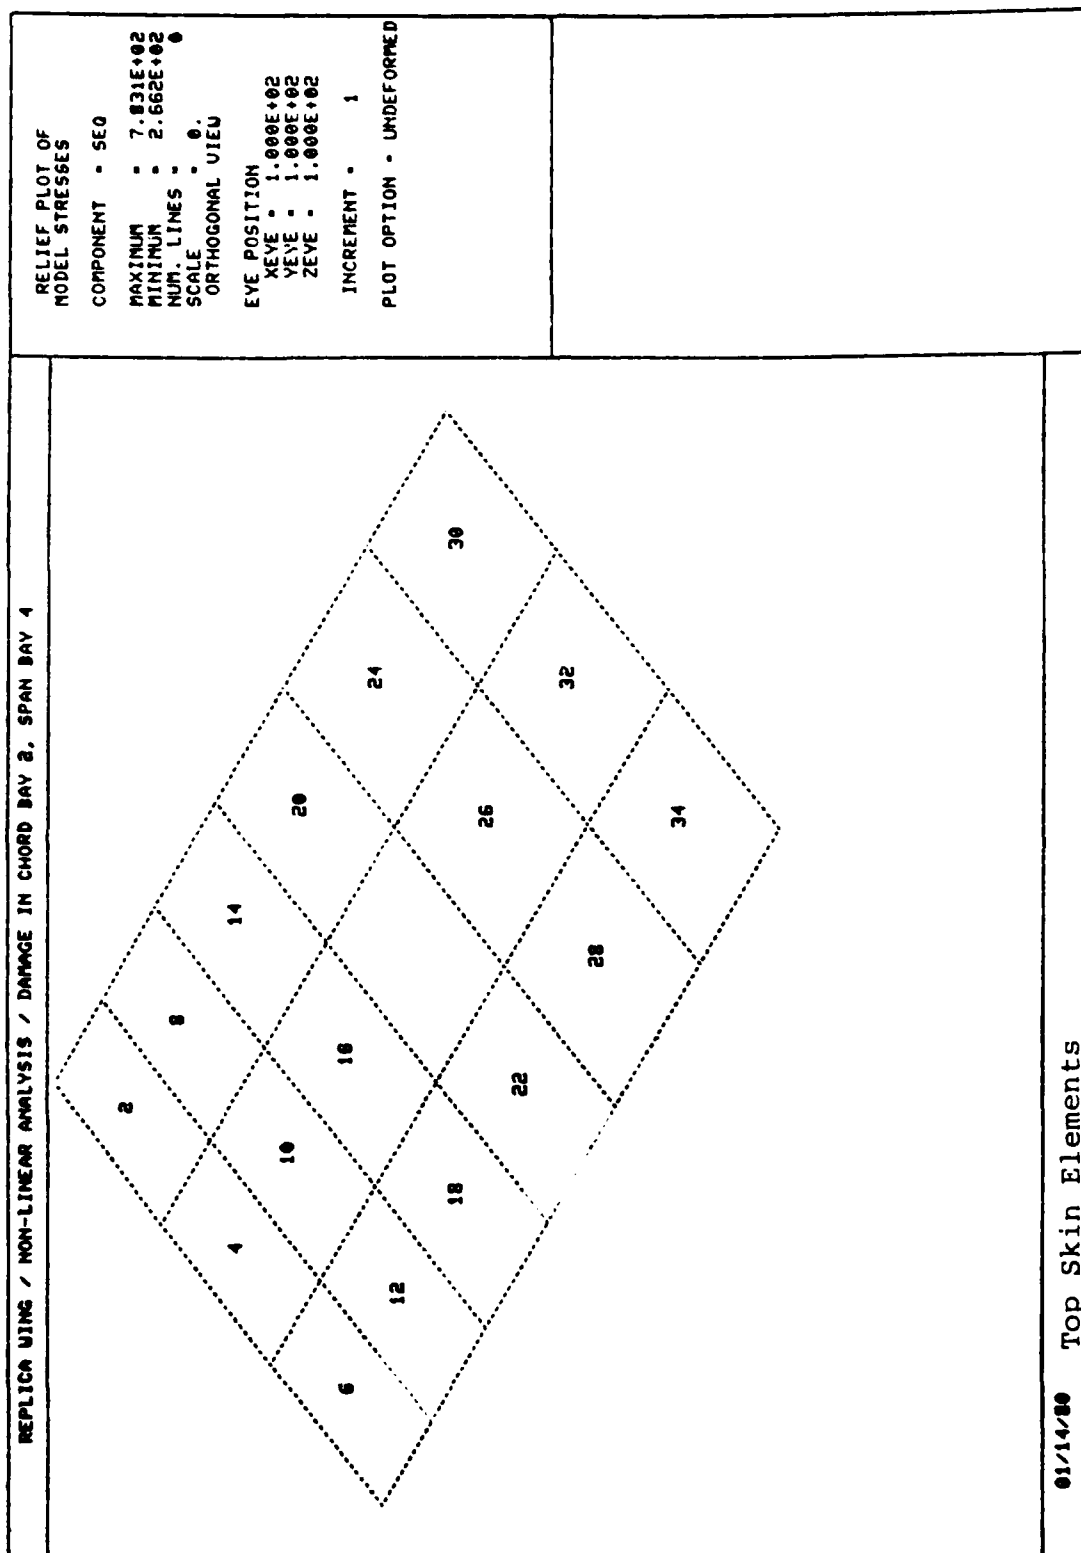 REPLICA WING / NON-LINEAR ANALYSIS / DAMAGE IN CHORD BAY 2, SPAN BAY 4
RELIEF PLOT OF
MODEL STRESSES
COMPONENT = SEQ
MAXIMUM = 7.831E+02
MINIMUM = 2.662E+02
NUM. LINES = 0
SCALE = 0.
ORTHOGONAL VIEW
EYE POSITION
XEYE = 1.000E+02
YEYE = 1.000E+02
ZEYE = 1.000E+02
INCREMENT = 1
PLOT OPTION = UNDEFORMED
2
8
14
20
24
30
4
10
16
26
32
6
12
18
22
28
34
01/14/80 Top Skin Elements